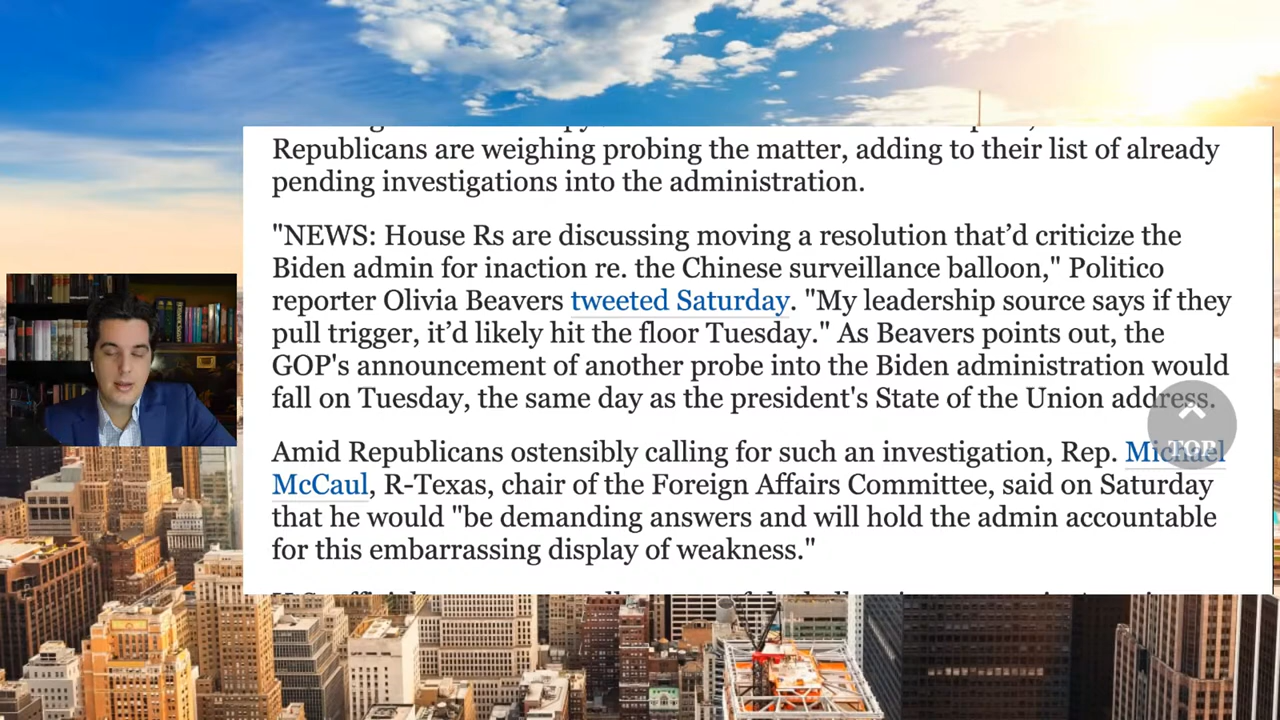 Republicans are weighing probing the matter, adding to their list of already
pending investigations into the administration.
"NEWS: House Rs are discussing moving a resolution that’d criticize the
Biden admin for inaction re. the Chinese surveillance balloon," Politico
reporter Olivia Beavers tweeted Saturday. "My leadership source says if they
pull trigger, it’d likely hit the floor Tuesday." As Beavers points out, the
GOP's announcement of another probe into the Biden administration would
fall on Tuesday, the same day as the president's State of the Union address.
Amid Republicans ostensibly calling for such an investigation, Rep. Michael
TOP
McCaul, R-Texas, chair of the Foreign Affairs Committee, said on Saturday
that he would "be demanding answers and will hold the admin accountable
for this embarrassing display of weakness."